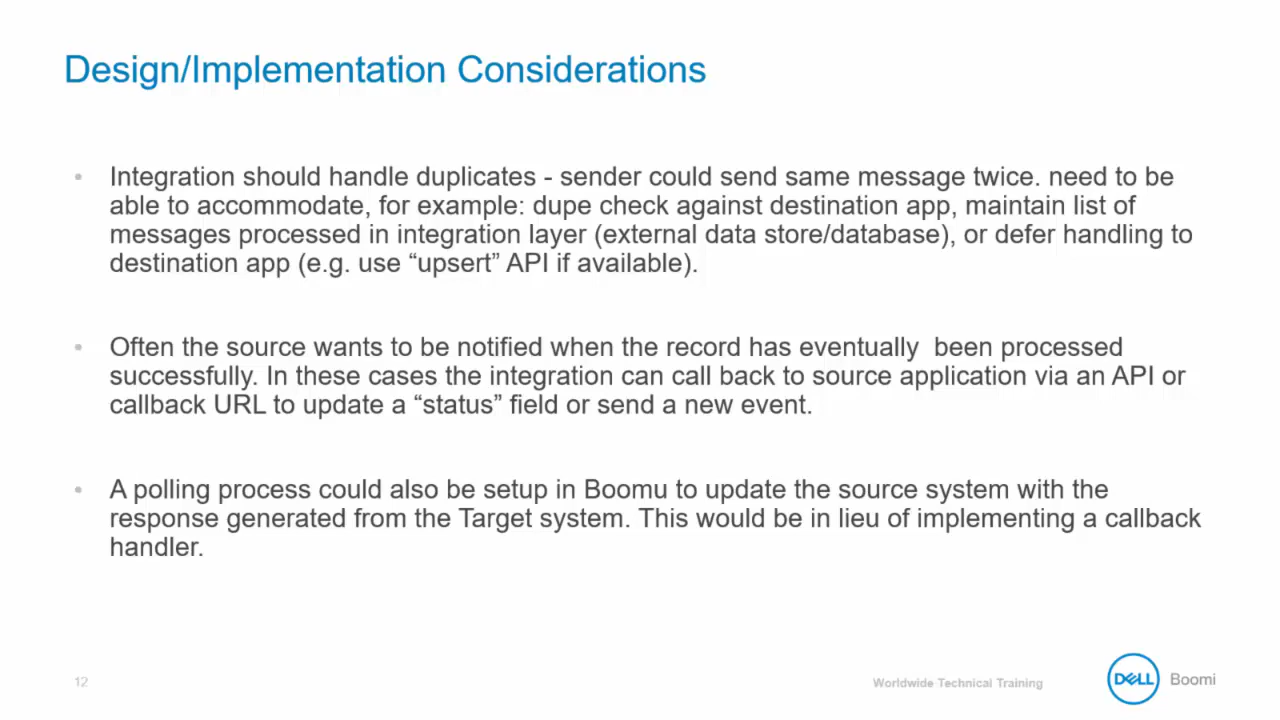 Design/Implementation Considerations
• Integration should handle duplicates - sender could send same message twice. need to be
able to accommodate, for example: dupe check against destination app, maintain list of
messages processed in integration layer (external data store/database), or defer handling to
destination app (e.g. use “upsert” API if available).
• Often the source wants to be notified when the record has eventually  been processed
successfully. In these cases the integration can call back to source application via an API or
callback URL to update a “status” field or send a new event.
• A polling process could also be setup in Boomu to update the source system with the
response generated from the Target system. This would be in lieu of implementing a callback
handler.
12
Worldwide Technical Training
DELL Boomi